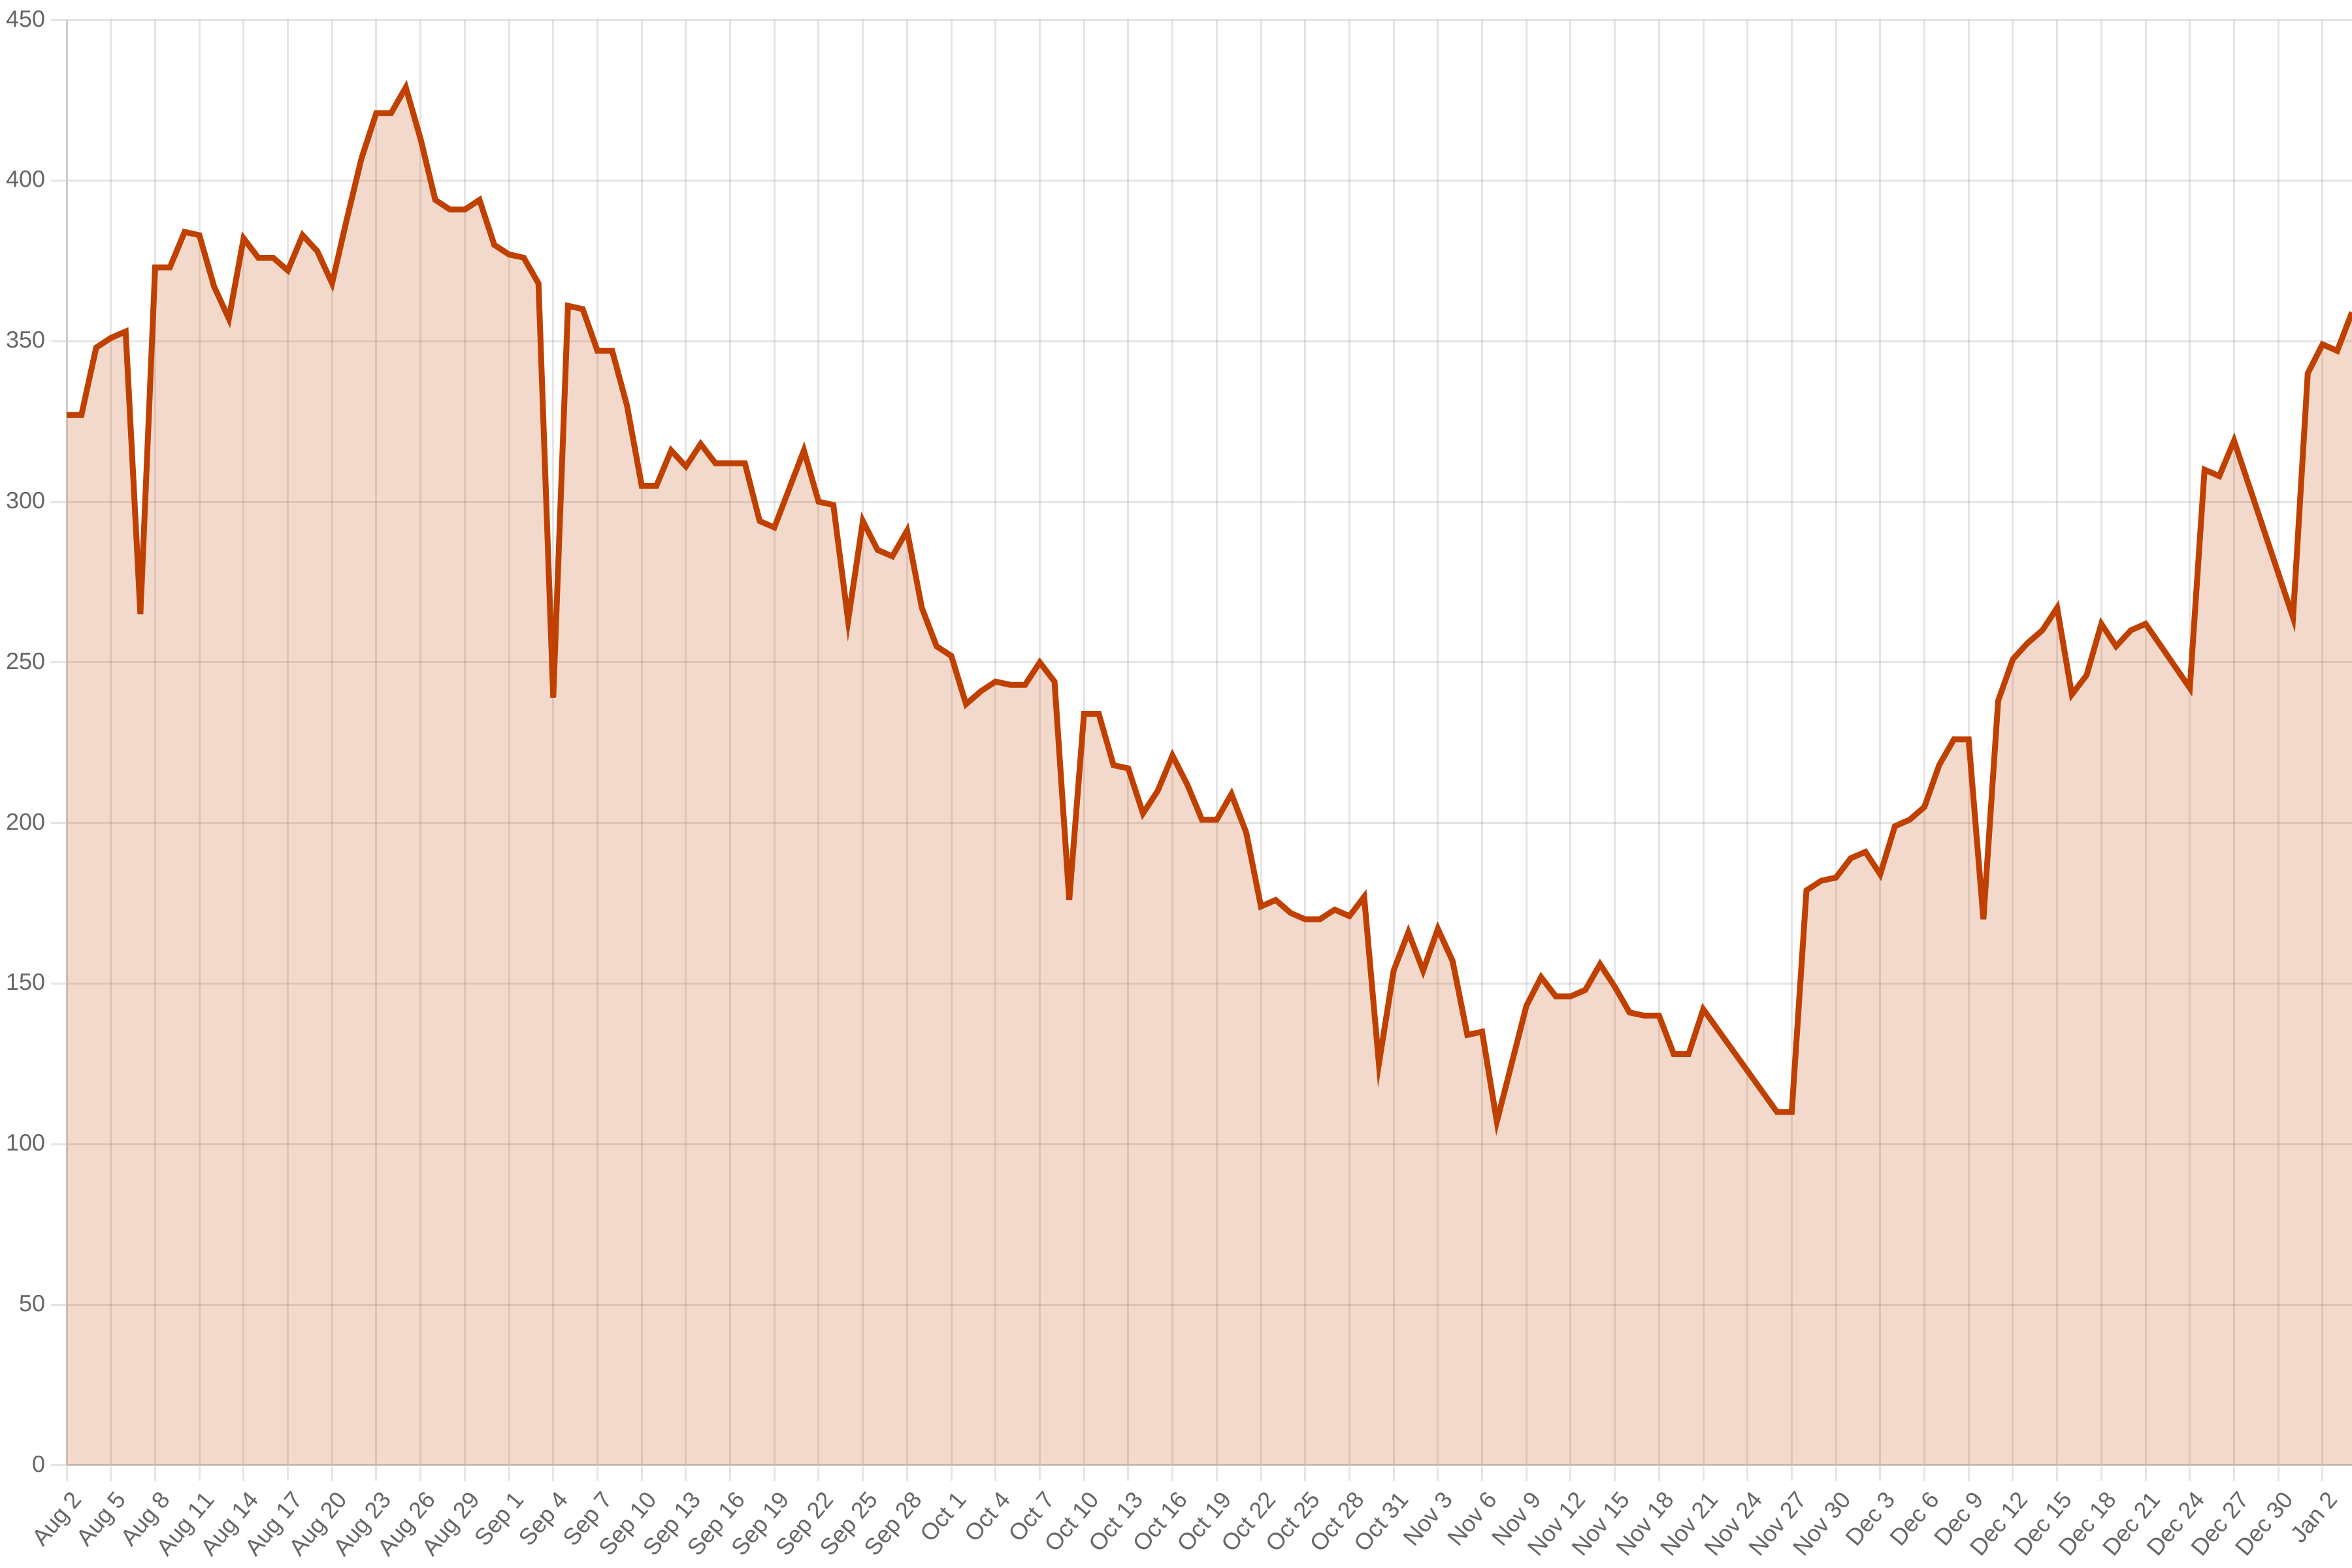 450
400
350
300
250
200
150
100
50
0
Aug 2
Aug 5
Aug 8
Aug 11
Aug 14
Aug 17
Aug 20
Aug 23
Aug 26
Aug 29
Sep 1
Sep 4
Sep 7
Sep 10
Sep 13
Sep 16
Sep 19
Sep 22
Sep 25
Sep 28
Oct 1
Oct 4
Oct 7
Oct 10
Oct 13
Oct 16
Oct 19
Oct 22
Oct 25
Oct 28
Oct 31
Nov 3
Nov 6
Nov 9
Nov 12
Nov 15
Nov 18
Nov 21
Nov 24
Nov 27
Nov 30
Dec 3
Dec 6
Dec 9
Dec 12
Dec 15
Dec 18
Dec 21
Dec 24
Dec 27
Dec 30
Jan 2